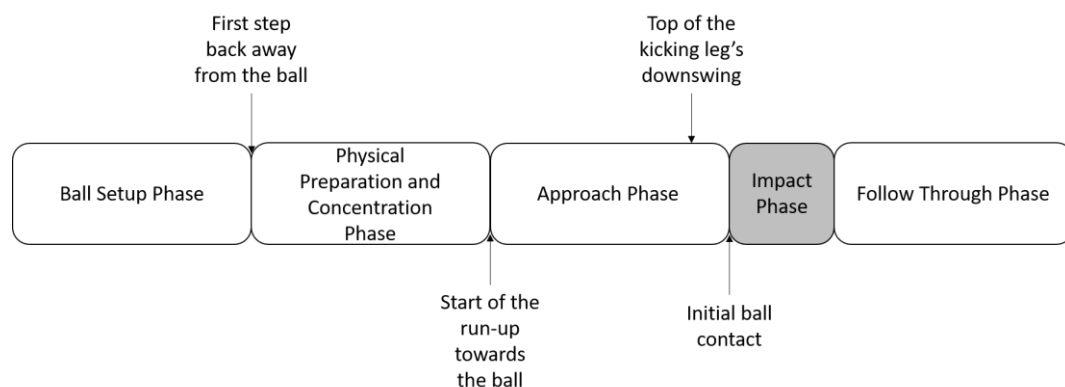 First step
back away
from the ball
Top of the
kicking leg’s
downswing
Ball Setup Phase
Physical
Preparation and
Concentration
Phase
Approach Phase
Impact
Phase
Follow Through Phase
Start of the
run-up
towards
the ball
Initial ball
contact